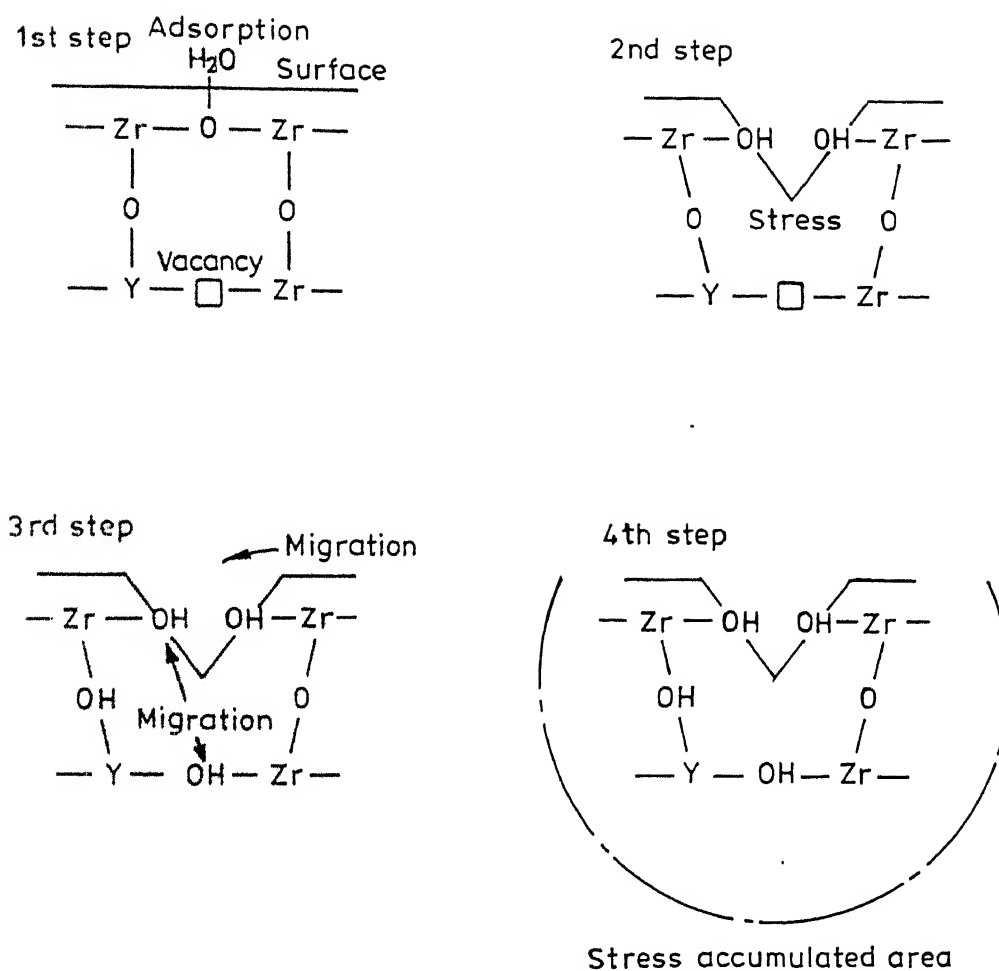 1st step Adsorption
H2O
Surface
— Zr — O — Zr —
O O
Vacancy
— Y — □ — Zr —
2nd step
— Zr — OH OH — Zr —
O Stress O
— Y — □ — Zr —
3rd step
Migration
— Zr — OH OH — Zr —
OH O
Migration
— Y — OH — Zr —
4th step
— Zr — OH OH — Zr —
OH O
— Y — OH — Zr —
Stress accumulated area